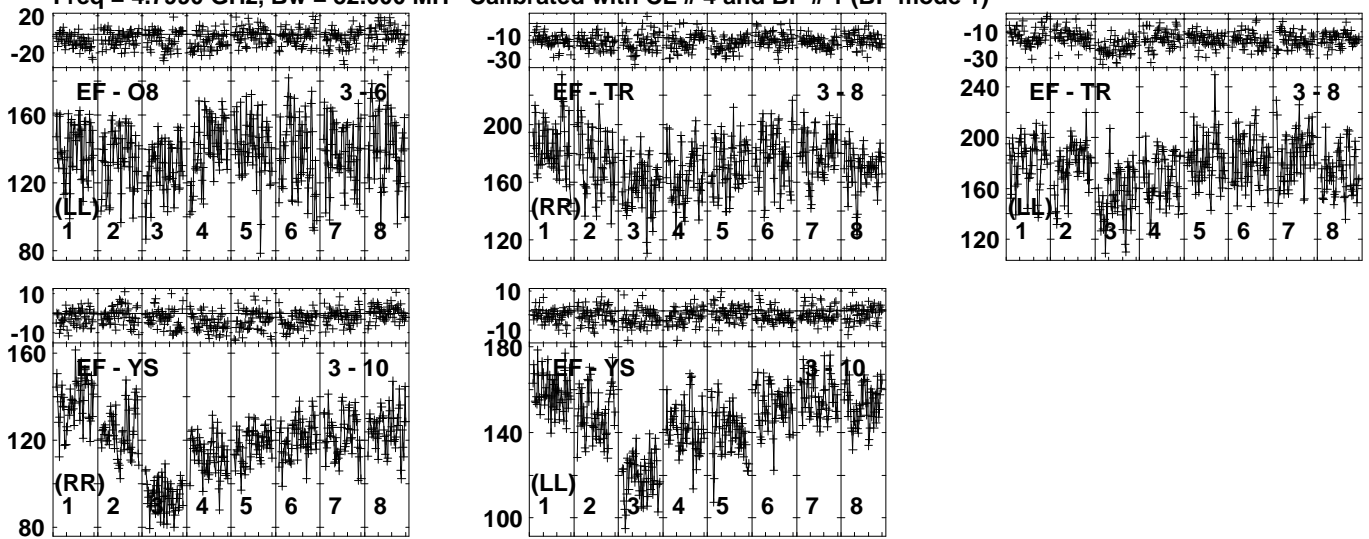 Freq = GHz, Bw = MH Calibrated with CL # 4 and BP # 1 (BP mode 1)
20
0
-20
160
120
80
EF - O8 3 - 6
(LL)
1 2 3 4 5 6 7 8
-10
-30
200
160
120
EF - TR 3 - 8
(RR)
1 2 3 4 5 6 7 8
-10
-30
240
200
160
120
EF - TR 3 - 8
(LL)
1 2 3 4 5 6 7 8
10
-10
160
120
80
EF - YS 3 - 10
(RR)
1 2 3 4 5 6 7 8
10
-10
180
140
100
EF - YS 3 - 10
(LL)
1 2 3 4 5 6 7 8